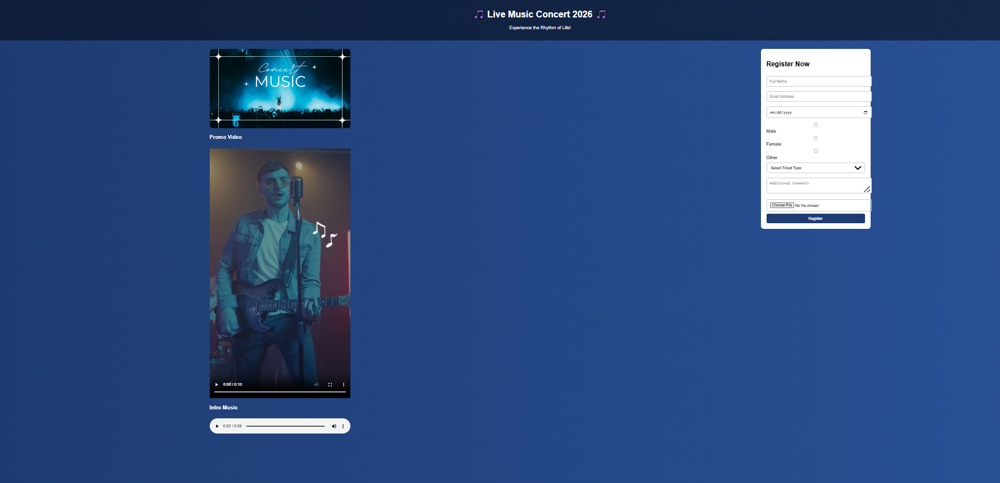 🎵 Live Music Concert 2026 🎵
Experience the Rhythm of Life!
Concert
MUSIC
Promo Video
0:00 / 0:10
Intro Music
0:00 / 0:58
Register Now
Full Name
Email Address
mm/dd/yyyy
Male
Female
Other
Select Ticket Type
Additional Comments
Choose File No file chosen
Register